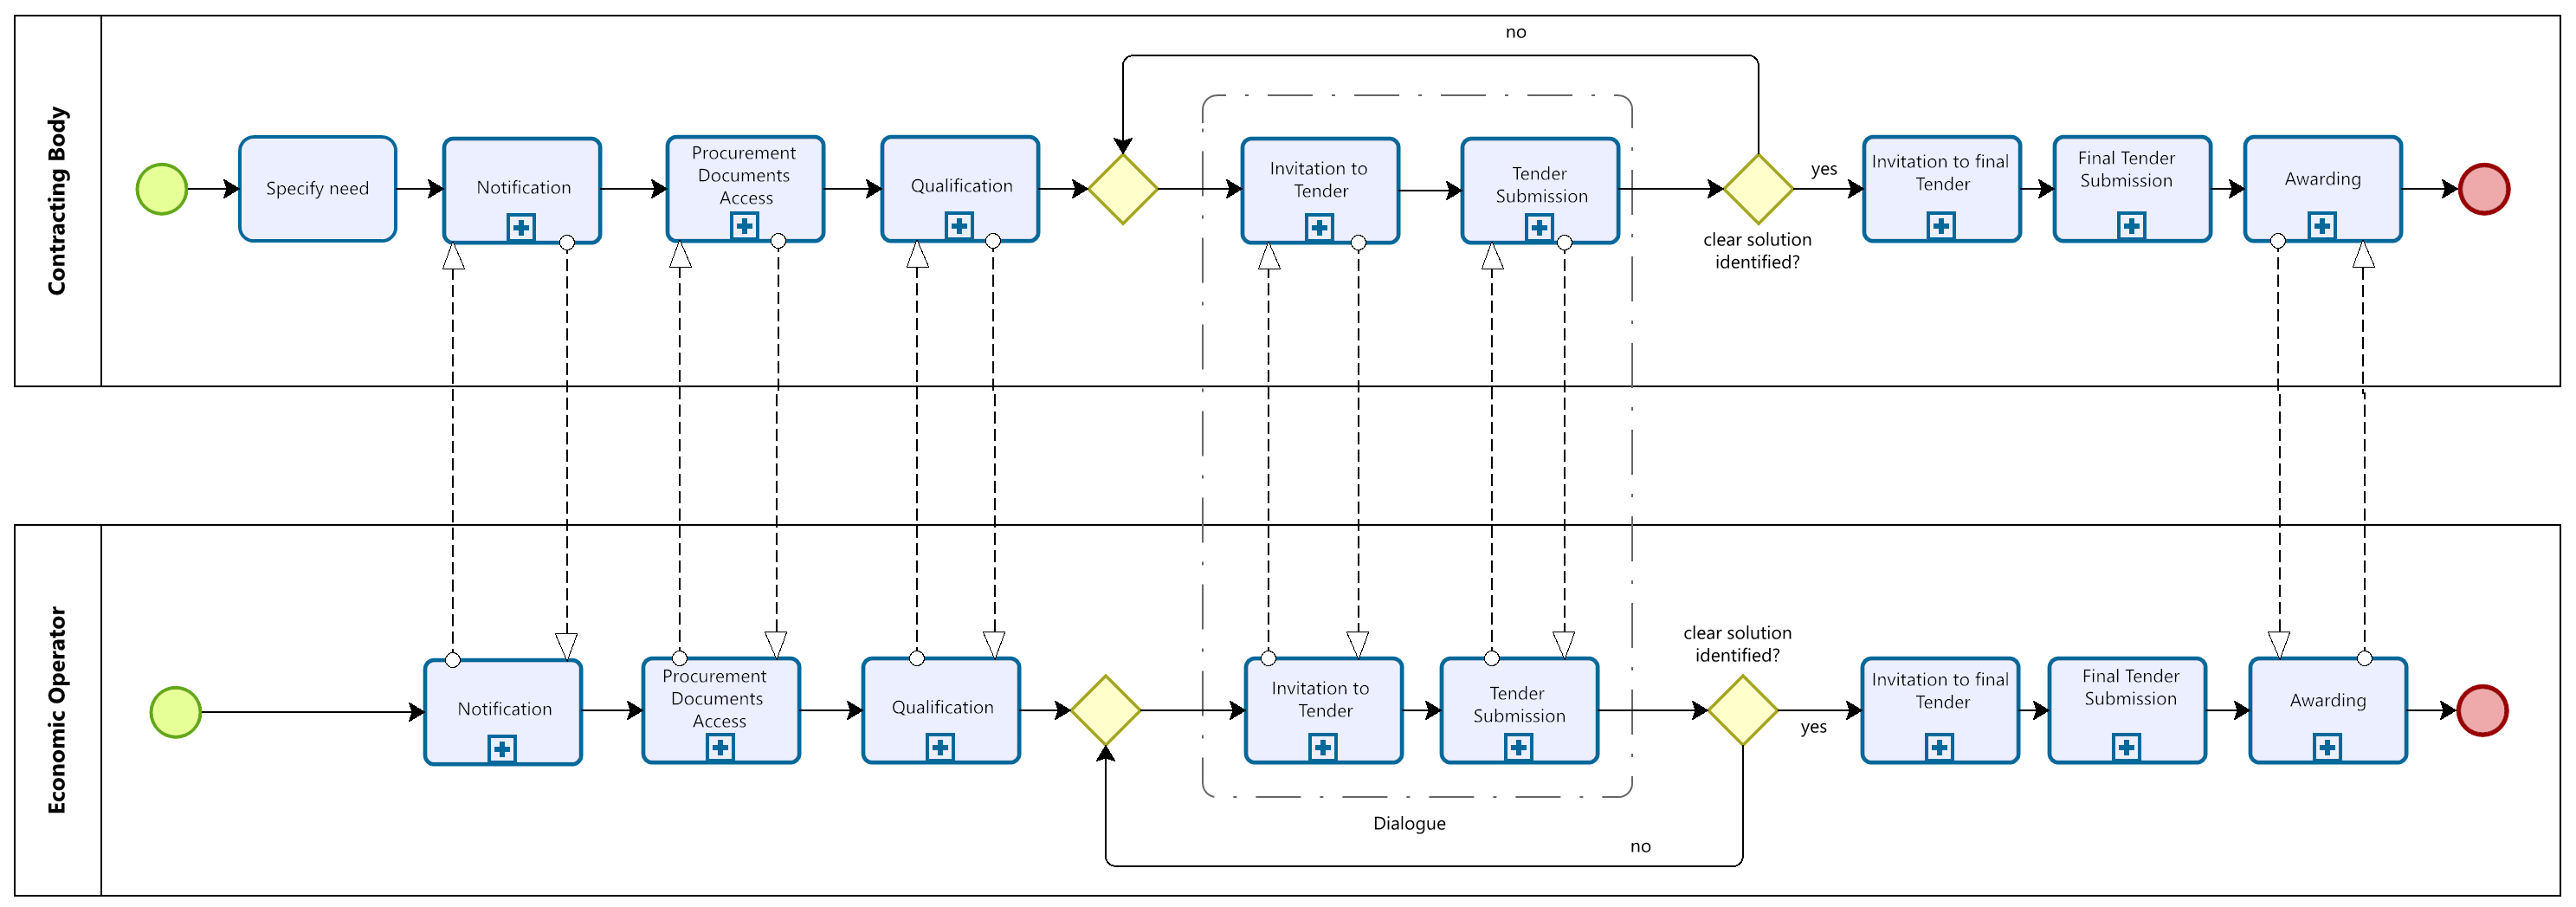 no
Contracting Body
Specify need
Notification
Procurement
Documents
Access
Qualification
Invitation to
Tender
Tender
Submission
yes
clear solution
identified?
Invitation to final
Tender
Final Tender
Submission
Awarding
Economic Operator
Notification
Procurement
Documents
Access
Qualification
Invitation to
Tender
Tender
Submission
clear solution
identified?
yes
Invitation to final
Tender
Final Tender
Submission
Awarding
Dialogue
no